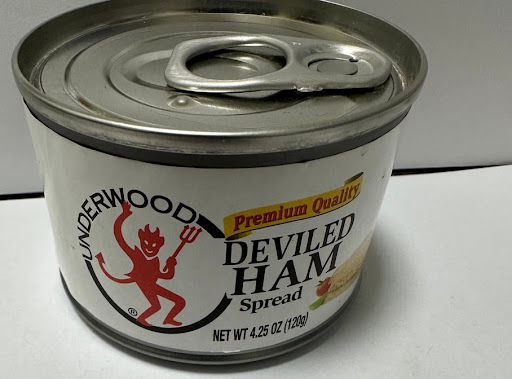 UNDERWOOD
®
Premium Quality
DEVILED
HAM
Spread
NET WT 4.25 OZ (120g)